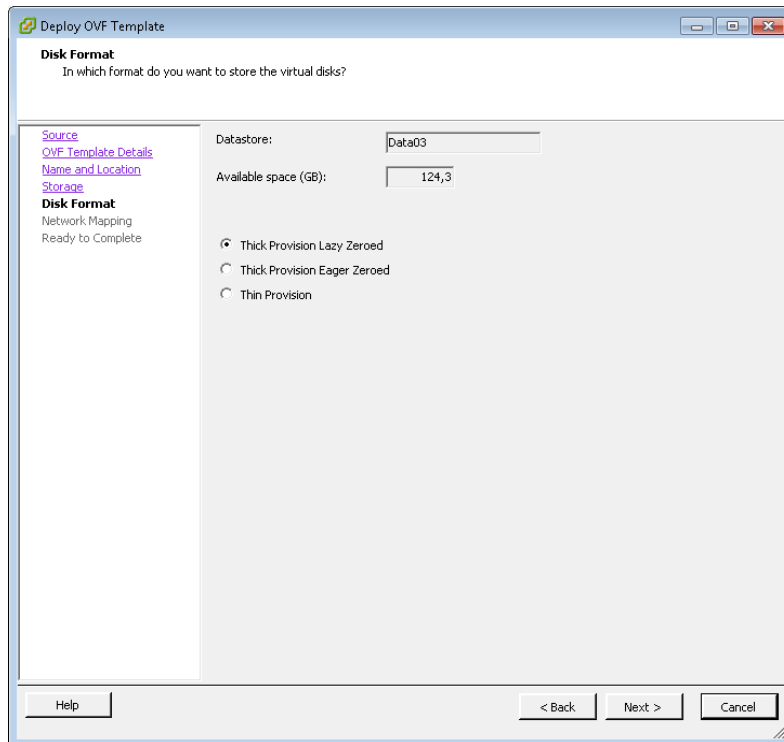 Deploy OVF Template
Disk Format
In which format do you want to store the virtual disks?
Source
OVF Template Details
Name and Location
Storage
Disk Format
Network Mapping
Ready to Complete
Datastore:
Data03
Available space (GB):
124,3
Thick Provision Lazy Zeroed
Thick Provision Eager Zeroed
Thin Provision
Help
< Back
Next >
Cancel